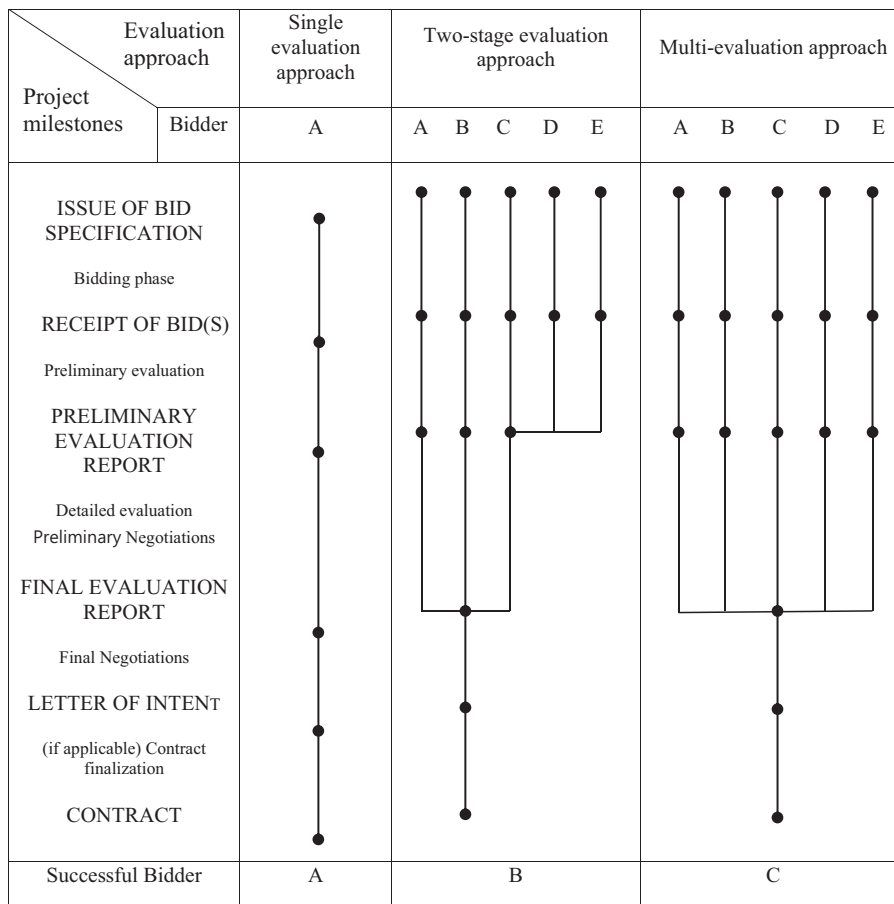 Evaluation
approach
Project
milestones
Bidder
Single
evaluation
approach
Two-stage evaluation
approach
Multi-evaluation approach
A
A B C D E
A B C D E
ISSUE OF BID
SPECIFICATION
Bidding phase
RECEIPT OF BID(S)
Preliminary evaluation
PRELIMINARY
EVALUATION
REPORT
Detailed evaluation
Preliminary Negotiations
FINAL EVALUATION
REPORT
Final Negotiations
LETTER OF INTENT
(if applicable) Contract
finalization
CONTRACT
Successful Bidder A B C